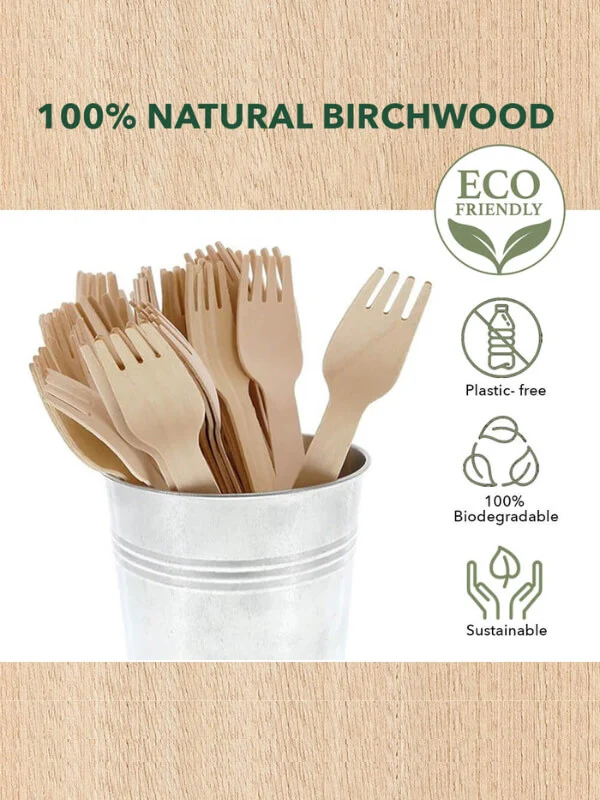 100% NATURAL BIRCHWOOD
ECO
FRIENDLY
Plastic- free
100%
Biodegradable
Sustainable